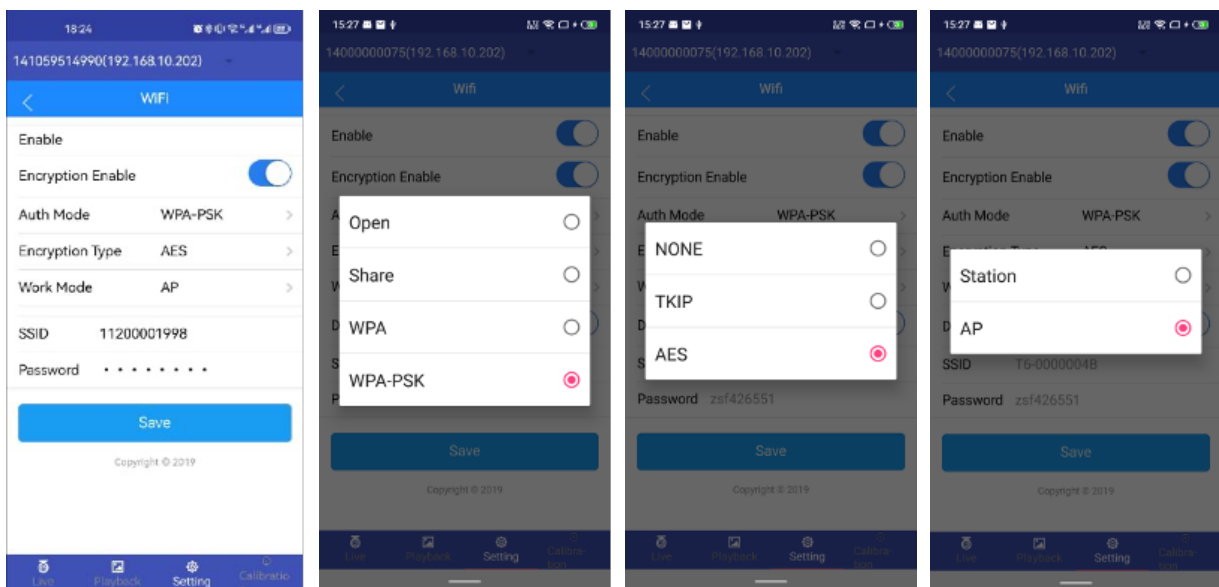 18:24
141059514990(192.168.10.202)
WIFI
Enable
Encryption Enable
Auth Mode WPA-PSK
Encryption Type AES
Work Mode AP
SSID 11200001998
Password
Save
Copyright © 2019
Live Playback Setting Calibratio
15:27
14000000075(192.168.10.202)
Wifi
Enable
Encryption Enable
Open
Share
WPA
WPA-PSK
Save
Copyright © 2019
Live Playback Setting Calibra-
tion
15:27
14000000075(192.168.10.202)
Wifi
Enable
Encryption Enable
Auth Mode WPA-PSK
NONE
TKIP
AES
Password zsf426551
Save
Copyright © 2019
Live Playback Setting Calibra-
tion
15:27
14000000075(192.168.10.202)
Wifi
Enable
Encryption Enable
Auth Mode WPA-PSK
Station
AP
SSID T6-0000004B
Password zsf426551
Save
Copyright © 2019
Live Playback Setting Calibra-
tion